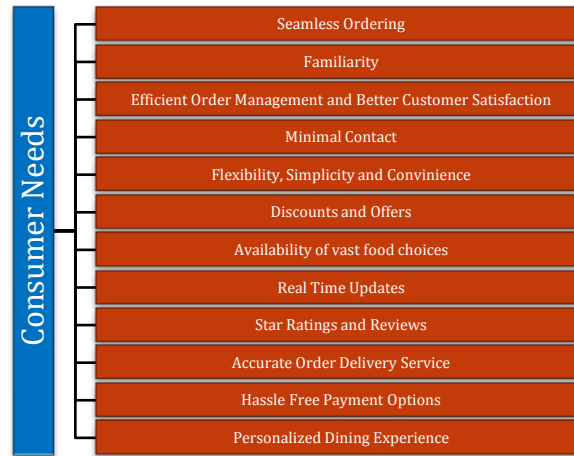 Consumer Needs
Seamless Ordering
Familiarity
Efficient Order Management and Better Customer Satisfaction
Minimal Contact
Flexibility, Simplicity and Convinience
Discounts and Offers
Availability of vast food choices
Real Time Updates
Star Ratings and Reviews
Accurate Order Delivery Service
Hassle Free Payment Options
Personalized Dining Experience